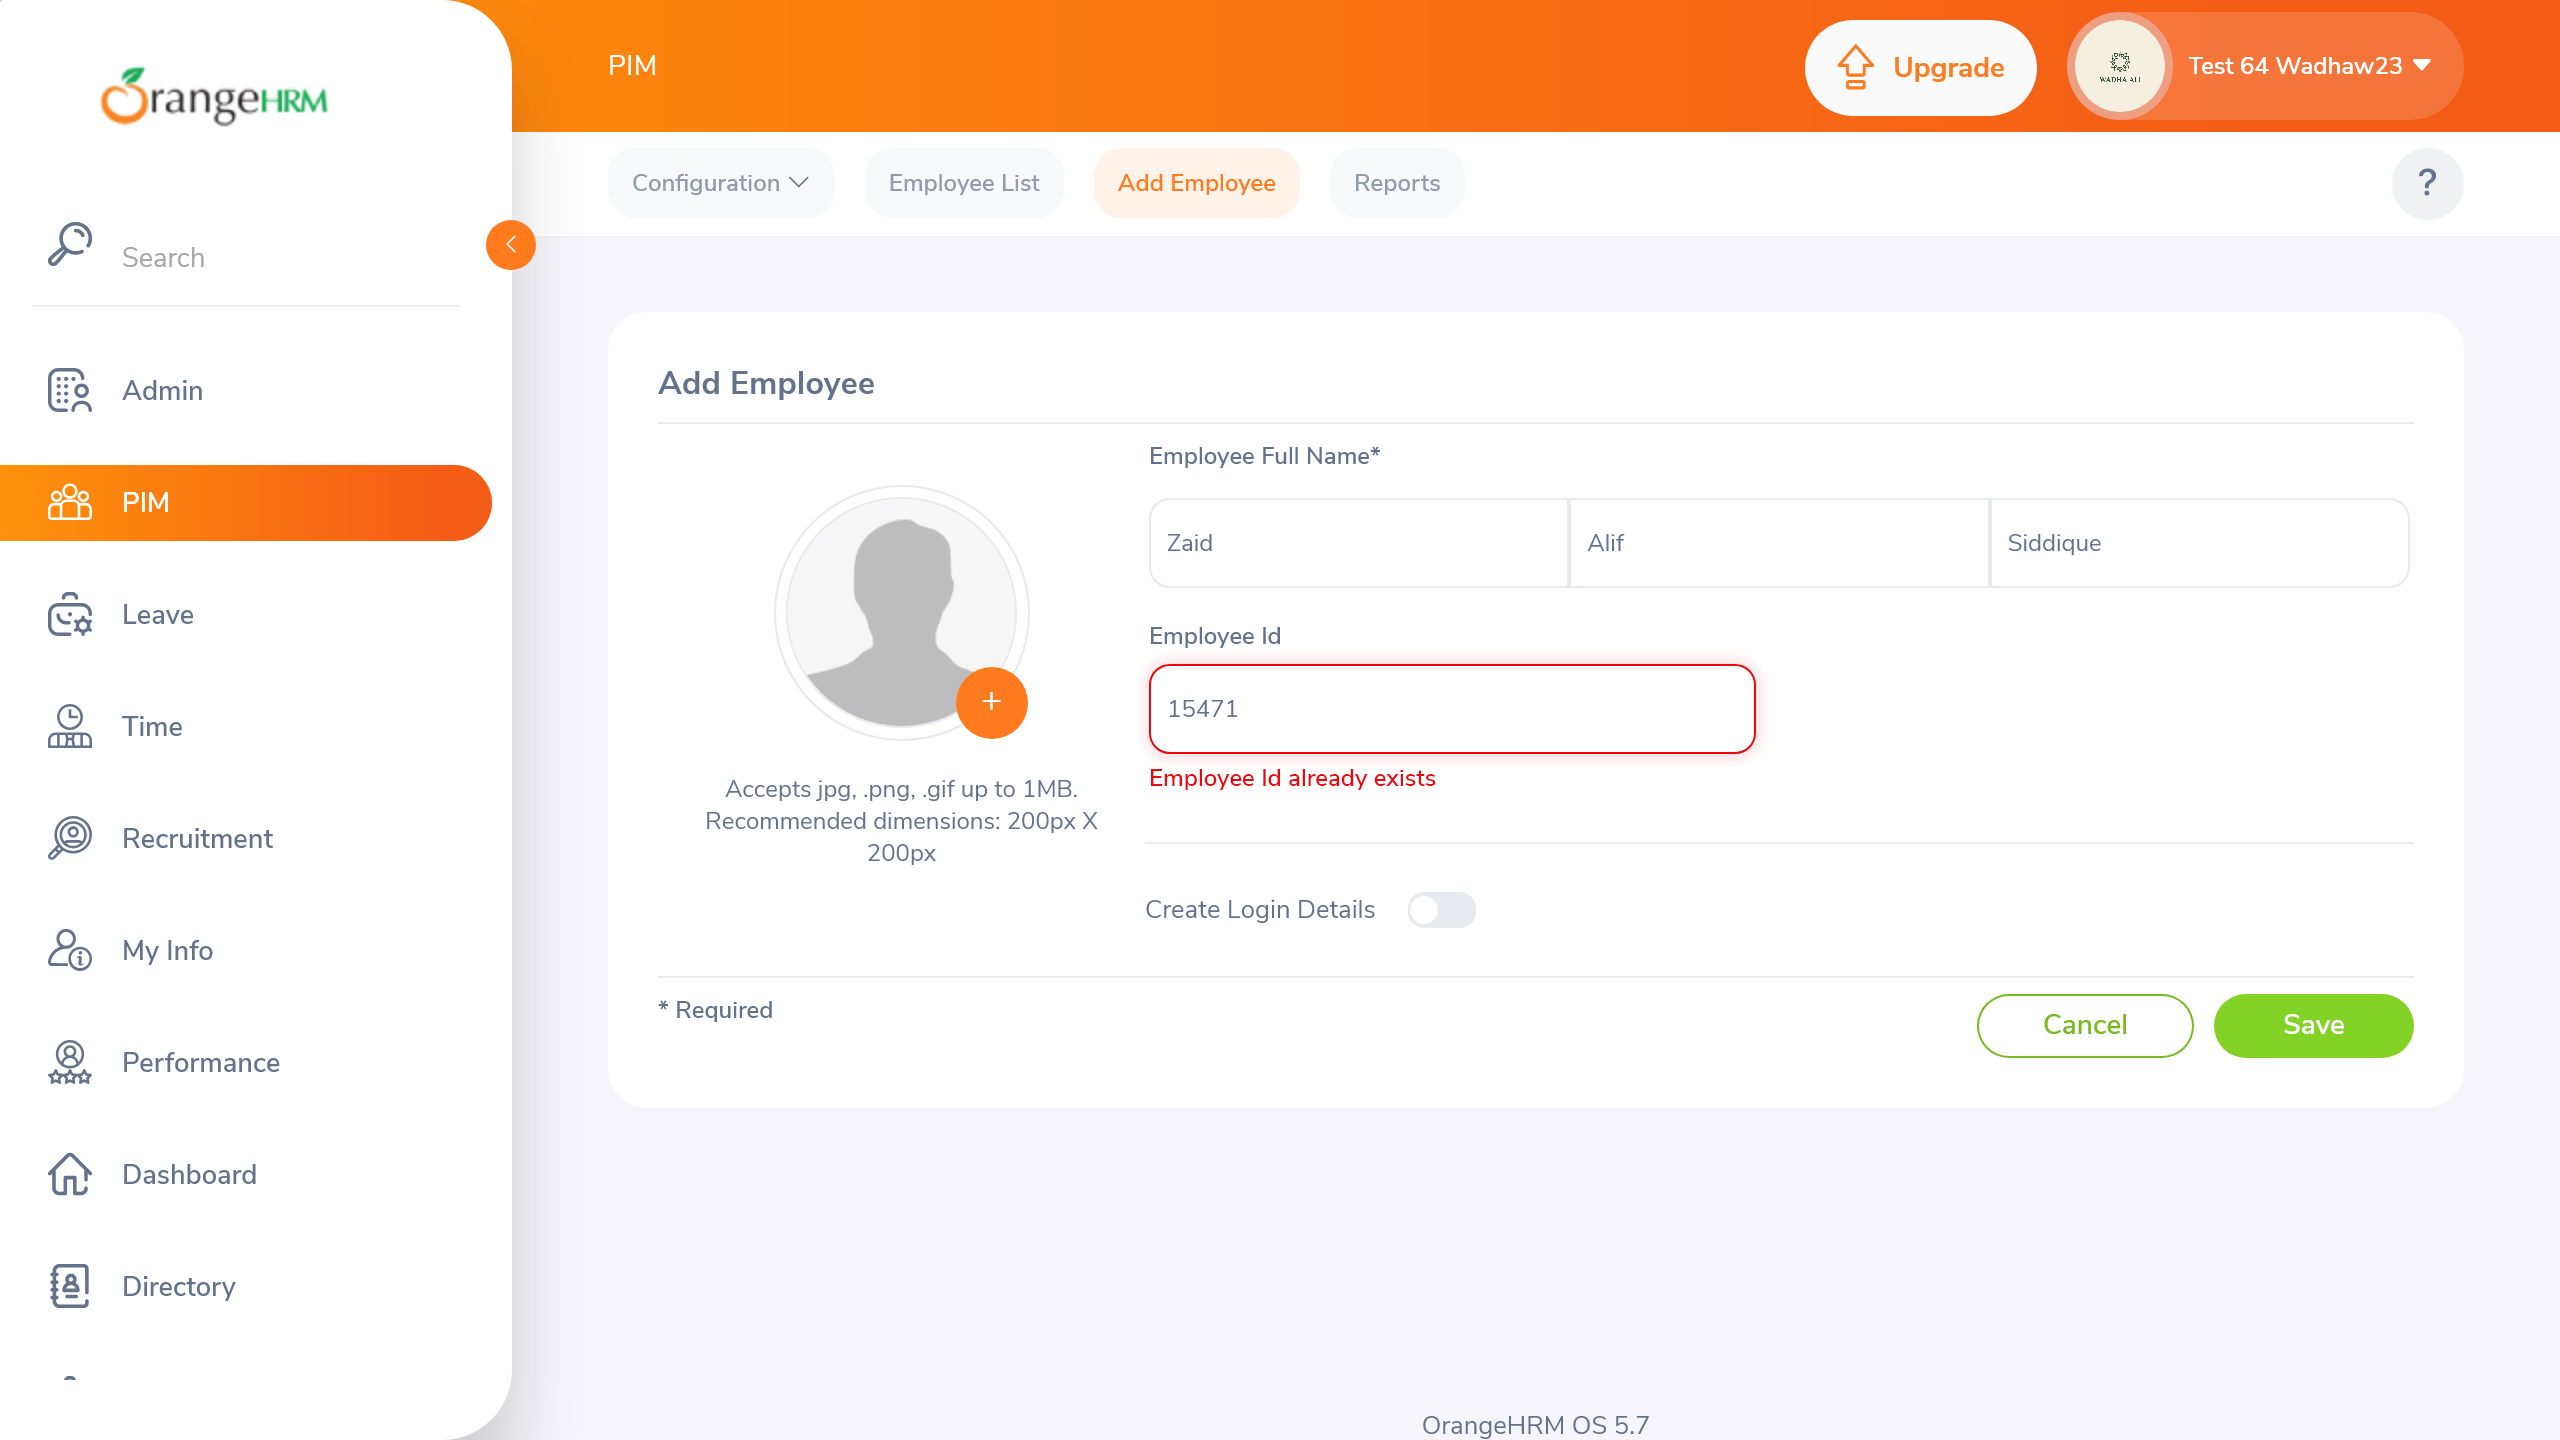 OrangeHRM
Search
Admin
PIM
Leave
Time
Recruitment
My Info
Performance
Dashboard
Directory
PIM
Upgrade
WADHA ALI
Test 64 Wadhaw23
Configuration
Employee List
Add Employee
Reports
?
Add Employee
Accepts jpg, .png, .gif up to 1MB.
Recommended dimensions: 200px X
200px
Employee Full Name*
Zaid
Alif
Siddique
Employee Id
15471
Employee Id already exists
Create Login Details
* Required
Cancel
Save
OrangeHRM OS 5.7